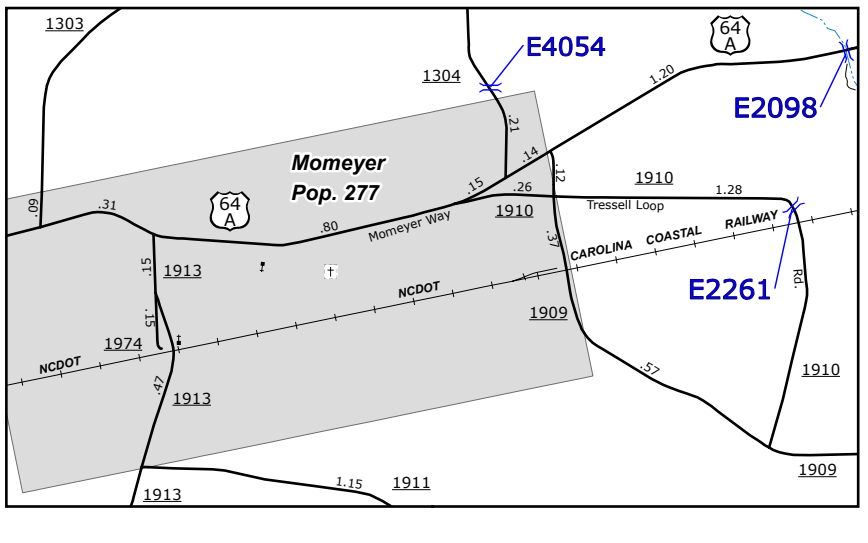 1303
64
A
E4054
1304
1.20
E2098
.21
Momeyer
Pop. 277
.14
.12
1910
.15
.26
1.28
.09
.31
64
A
1910
Tressell Loop
.80
Momeyer Way
.37
CAROLINA COASTAL RAILWAY
.15
1913
NCDOT
Rd.
E2261
.15
1909
1974
NCDOT
.57
1910
.47
1913
1909
1.15
1911
1913